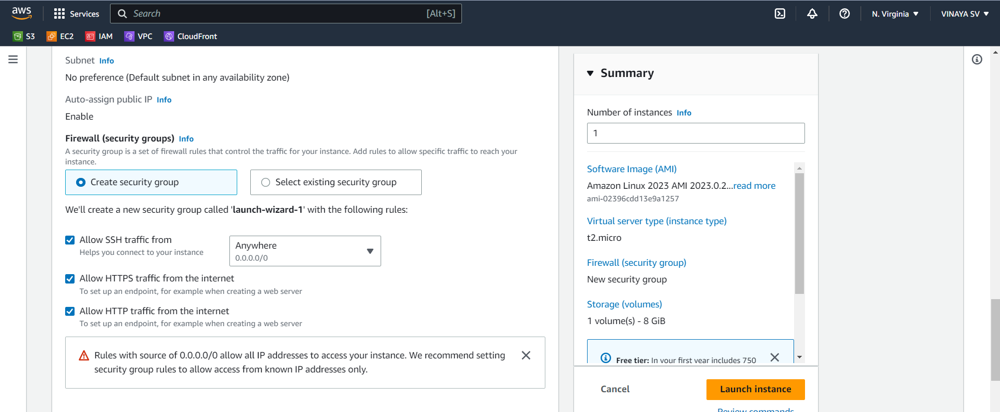 aws
Services
Search
[Alt+S]
N. Virginia
VINAYA SV
S3
EC2
IAM
VPC
CloudFront
Subnet Info
No preference (Default subnet in any availability zone)
Auto-assign public IP Info
Enable
Firewall (security groups) Info
A security group is a set of firewall rules that control the traffic for your instance. Add rules to allow specific traffic to reach your
instance.
Create security group
Select existing security group
We'll create a new security group called 'launch-wizard-1' with the following rules:
Allow SSH traffic from
Helps you connect to your instance
Anywhere
0.0.0.0/0
Allow HTTPS traffic from the internet
To set up an endpoint, for example when creating a web server
Allow HTTP traffic from the internet
To set up an endpoint, for example when creating a web server
Rules with source of 0.0.0.0/0 allow all IP addresses to access your instance. We recommend setting
security group rules to allow access from known IP addresses only.
Summary
Number of instances Info
1
Software Image (AMI)
Amazon Linux 2023 AMI 2023.0.2...read more
ami-02396cdd13e9a1257
Virtual server type (instance type)
t2.micro
Firewall (security group)
New security group
Storage (volumes)
1 volume(s) - 8 GiB
Free tier: In your first year includes 750
Cancel
Launch instance
Review commands